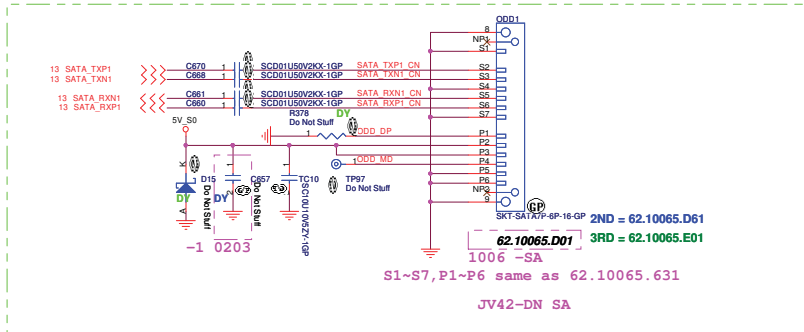 ODD1
8
NP1
S1
13 SATA_TXP1
C670
1
SCD01U50V2KX-1GP
SATA_TXP1_CN
S2
13 SATA_TXN1
C668
1
SCD01U50V2KX-1GP
SATA_TXN1_CN
S3
S4
13 SATA_RXN1
C661
1
SCD01U50V2KX-1GP
SATA_RXN1_CN
S5
13 SATA_RXP1
C660
1
SCD01U50V2KX-1GP
SATA_RXP1_CN
S6
S7
5V_S0
R378
DY
Do Not Stuff
1
ODD_DP
P1
P2
P3
1
ODD_MD
P4
P5
P6
TP97
Do Not Stuff
NP2
9
K
D15
A
DY
Do Not Stuff
1
C657
2
DY
Do Not Stuff
1
TC10
SC10U10V5ZY-1GP
GP
SKT-SATA7P-6P-16-GP
2ND = 62.10065.D61
62.10065.D01
3RD = 62.10065.E01
-1 0203
1006 -SA
S1~S7,P1~P6 same as 62.10065.631
JV42-DN SA